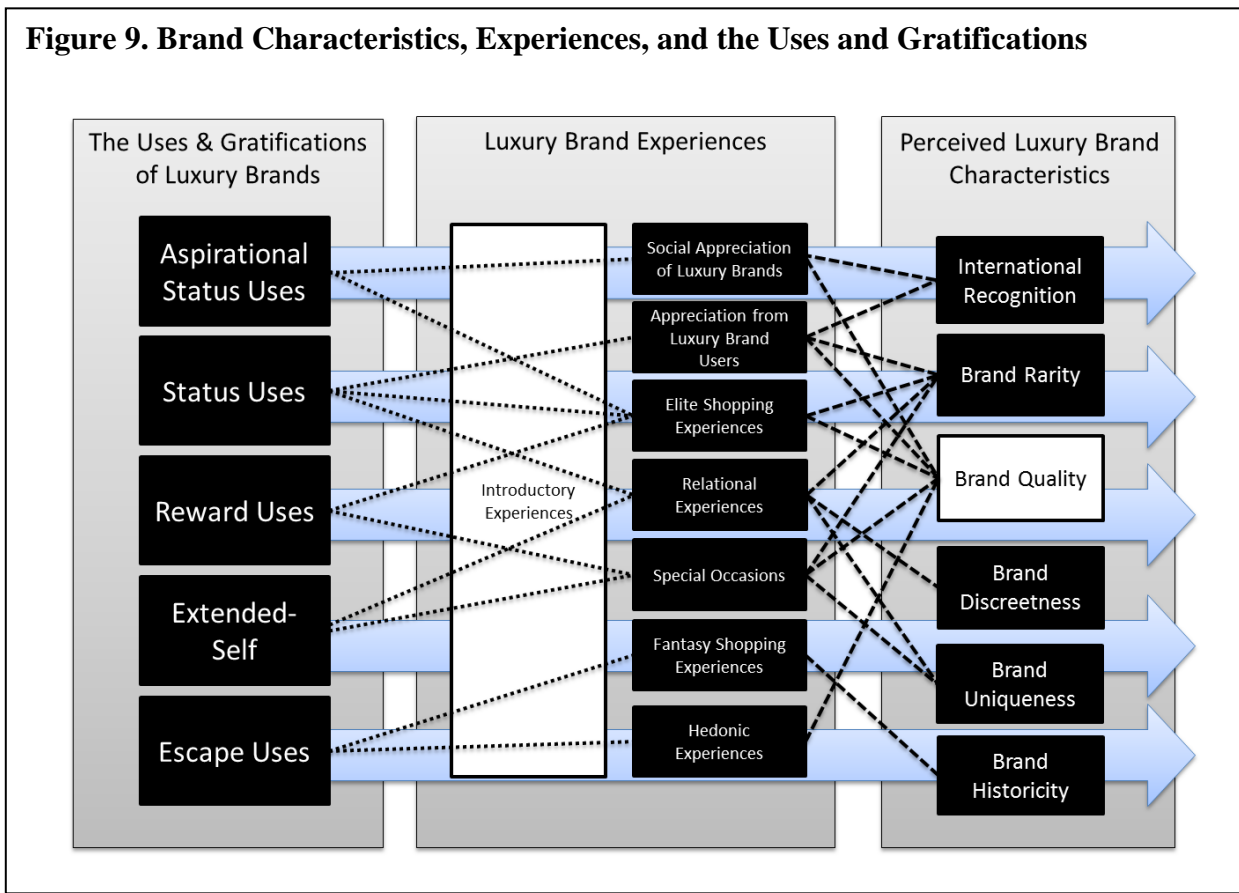 Figure 9. Brand Characteristics, Experiences, and the Uses and Gratifications
The Uses & Gratifications
of Luxury Brands
Aspirational
Status Uses
Status Uses
Reward Uses
Extended-
Self
Escape Uses
Luxury Brand Experiences
Introductory
Experiences
Social Appreciation
of Luxury Brands
Appreciation from
Luxury Brand
Users
Elite Shopping
Experiences
Relational
Experiences
Special Occasions
Fantasy Shopping
Experiences
Hedonic
Experiences
Perceived Luxury Brand
Characteristics
International
Recognition
Brand Rarity
Brand Quality
Brand
Discreetness
Brand
Uniqueness
Brand
Historicity